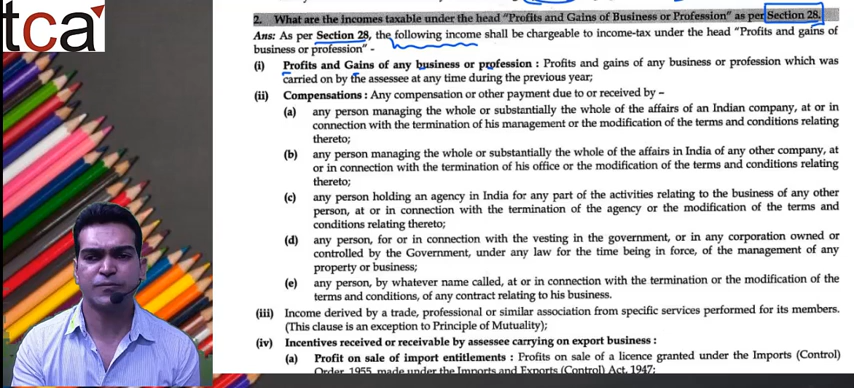 tca
2. What are the incomes taxable under the head "Profits and Gains of Business or Profession" as per Section 28.
Ans: As per Section 28, the following income shall be chargeable to income-tax under the head "Profits and gains of
business or profession" -
(i) Profits and Gains of any business or profession : Profits and gains of any business or profession which was
carried on by the assessee at any time during the previous year;
(ii) Compensations : Any compensation or other payment due to or received by –
(a) any person managing the whole or substantially the whole of the affairs of an Indian company, at or in
connection with the termination of his management or the modification of the terms and conditions relating
thereto;
(b) any person managing the whole or substantially the whole of the affairs in India of any other company, at
or in connection with the termination of his office or the modification of the terms and conditions relating
thereto;
(c) any person holding an agency in India for any part of the activities relating to the business of any other
person, at or in connection with the termination of the agency or the modification of the terms and
conditions relating thereto;
(d) any person, for or in connection with the vesting in the government, or in any corporation owned or
controlled by the Government, under any law for the time being in force, of the management of any
property or business;
(e) any person, by whatever name called, at or in connection with the termination or the modification of the
terms and conditions, of any contract relating to his business.
(iii) Income derived by a trade, professional or similar association from specific services performed for its members.
(This clause is an exception to Principle of Mutuality);
(iv) Incentives received or receivable by assessee carrying on export business :
(a) Profit on sale of import entitlements : Profits on sale of a licence granted under the Imports (Control)
Order, 1955, made under the Imports and Exports (Control) Act, 1947;